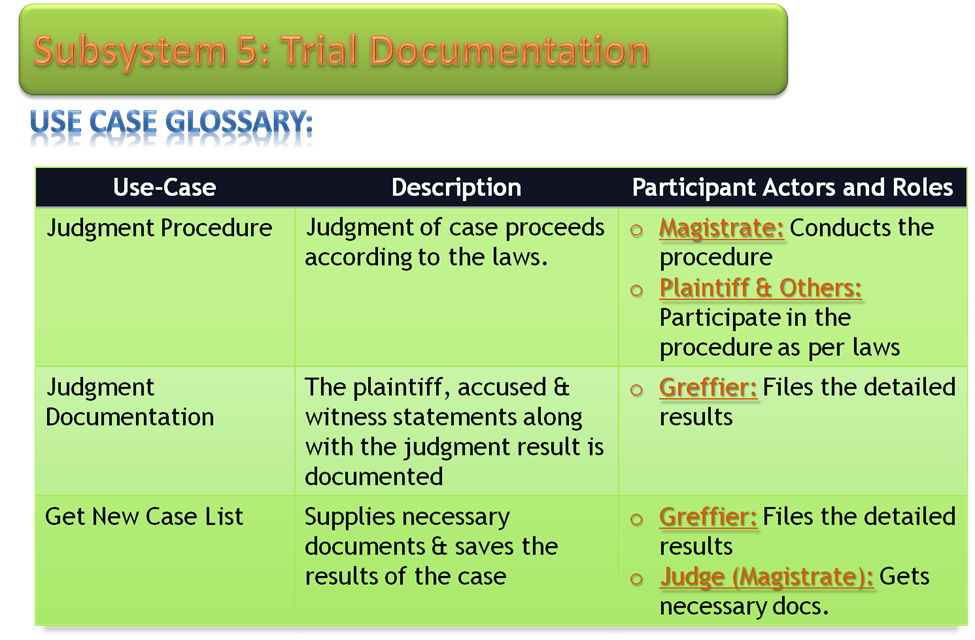 Subsystem 5: Trial Documentation
USE CASE GLOSSARY:
Use-Case
Description
Participant Actors and Roles
Judgment Procedure
Judgment of case proceeds
according to the laws.
o Magistrate: Conducts the
procedure
o Plaintiff & Others:
Participate in the
procedure as per laws
Judgment
Documentation
The plaintiff, accused &
witness statements along
with the judgment result is
documented
o Greffier: Files the detailed
results
Get New Case List
Supplies necessary
documents & saves the
results of the case
o Greffier: Files the detailed
results
o Judge (Magistrate): Gets
necessary docs.